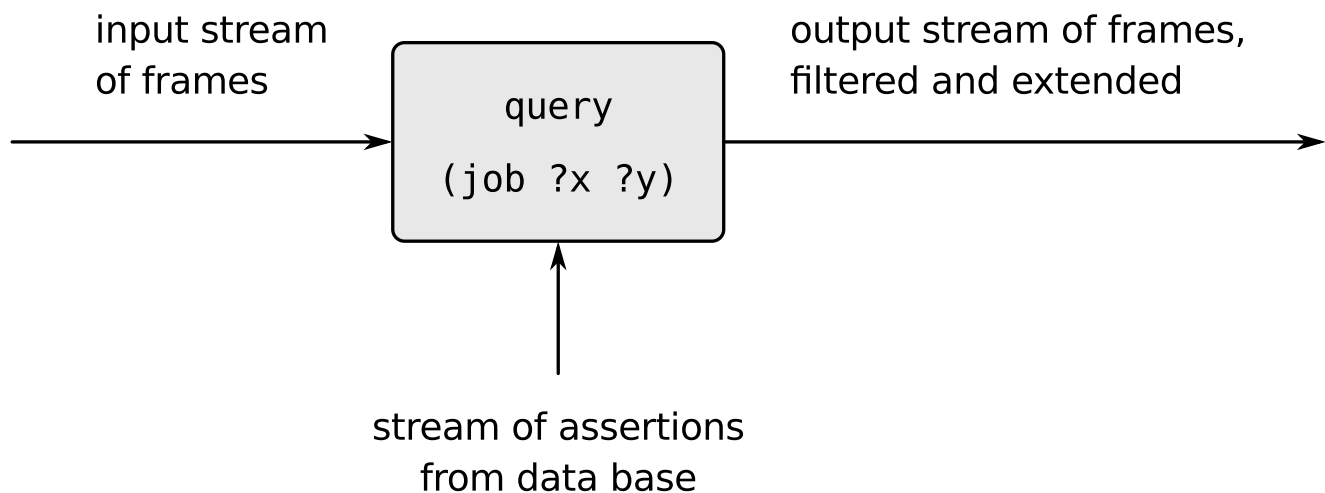 input stream
of frames
query
(job ?x ?y)
output stream of frames,
filtered and extended
stream of assertions
from data base